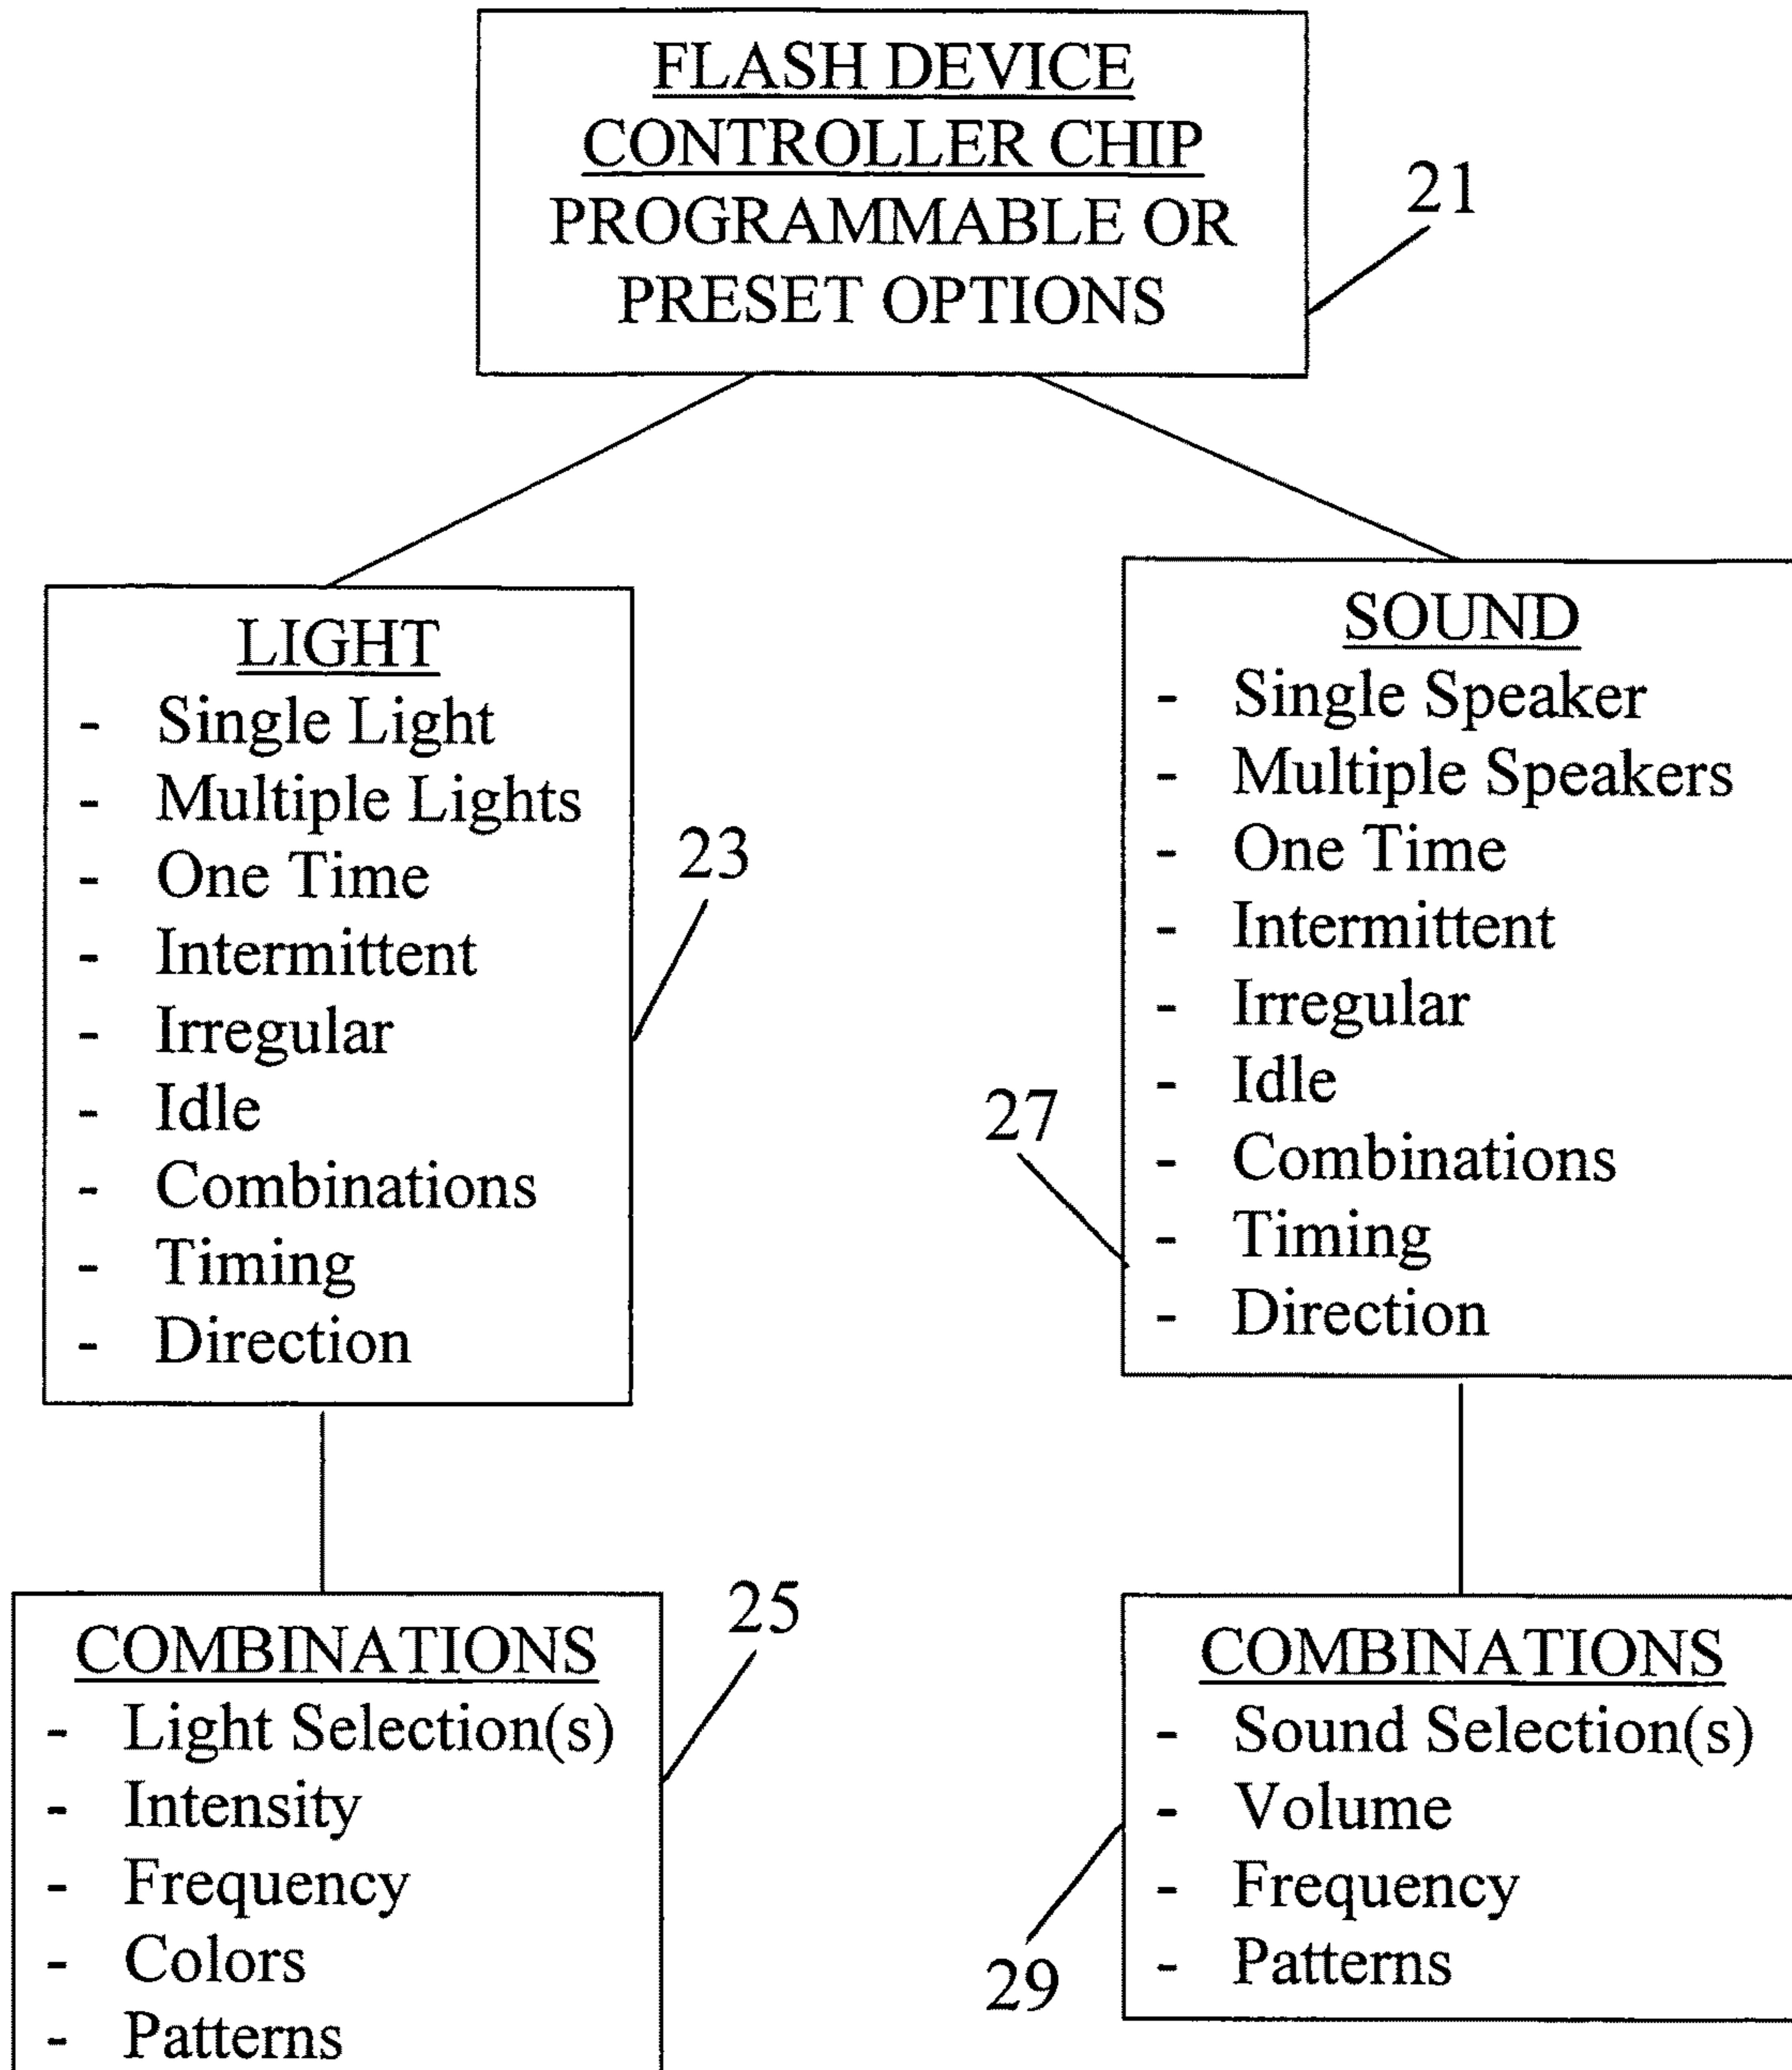 FLASH DEVICE
CONTROLLER CHIP
PROGRAMMABLE OR
PRESET OPTIONS
21
LIGHT
- Single Light
- Multiple Lights
- One Time
- Intermittent
- Irregular
- Idle
- Combinations
- Timing
- Direction
23
SOUND
- Single Speaker
- Multiple Speakers
- One Time
- Intermittent
- Irregular
- Idle
- Combinations
- Timing
- Direction
27
COMBINATIONS
- Light Selection(s)
- Intensity
- Frequency
- Colors
- Patterns
25
COMBINATIONS
- Sound Selection(s)
- Volume
- Frequency
- Patterns
29